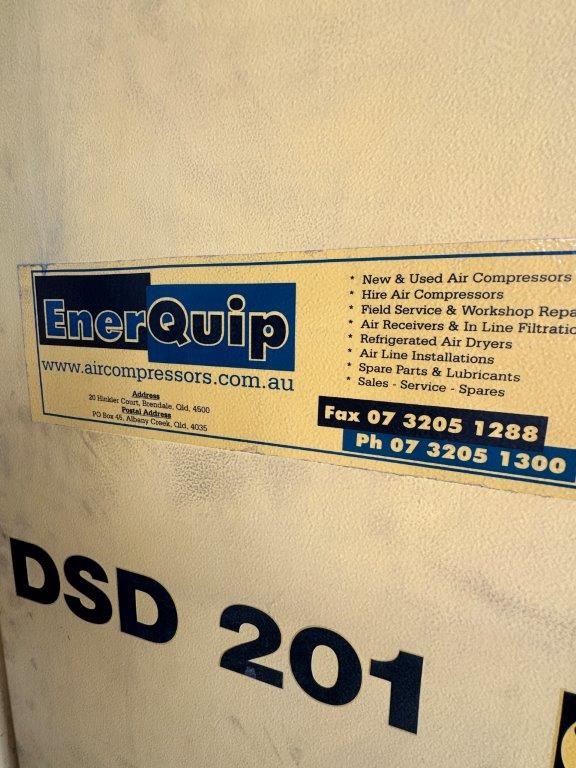 EnerQuip
www.aircompressors.com.au
Address
20 Hinkler Court, Brendale, Qld, 4500
Postal Address
PO Box 45, Albany Creek, Qld, 4035
* New & Used Air Compressors
* Hire Air Compressors
* Field Service & Workshop Repa
* Air Receivers & In Line Filtratio
* Refrigerated Air Dryers
* Air Line Installations
* Spare Parts & Lubricants
* Sales - Service - Spares
Fax 07 3205 1288
Ph 07 3205 1300
DSD 201